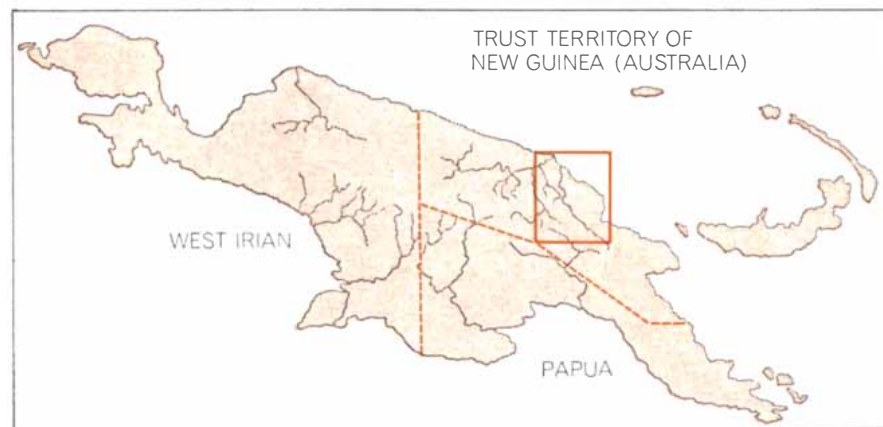 TRUST TERRITORY OF
NEW GUINEA (AUSTRALIA)
WEST IRIAN
PAPUA